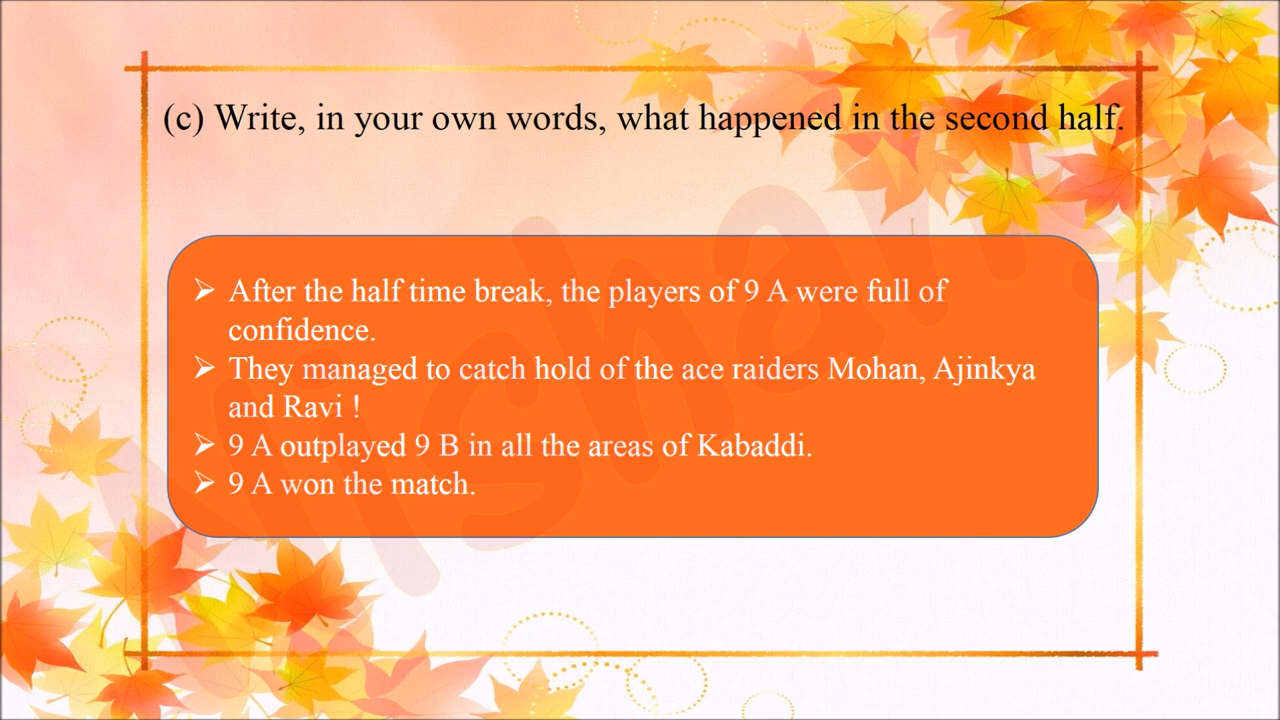 (c) Write, in your own words, what happened in the second half.
➢ After the half time break, the players of 9 A were full of
confidence.
➢ They managed to catch hold of the ace raiders Mohan, Ajinkya
and Ravi !
➢ 9 A outplayed 9 B in all the areas of Kabaddi.
➢ 9 A won the match.